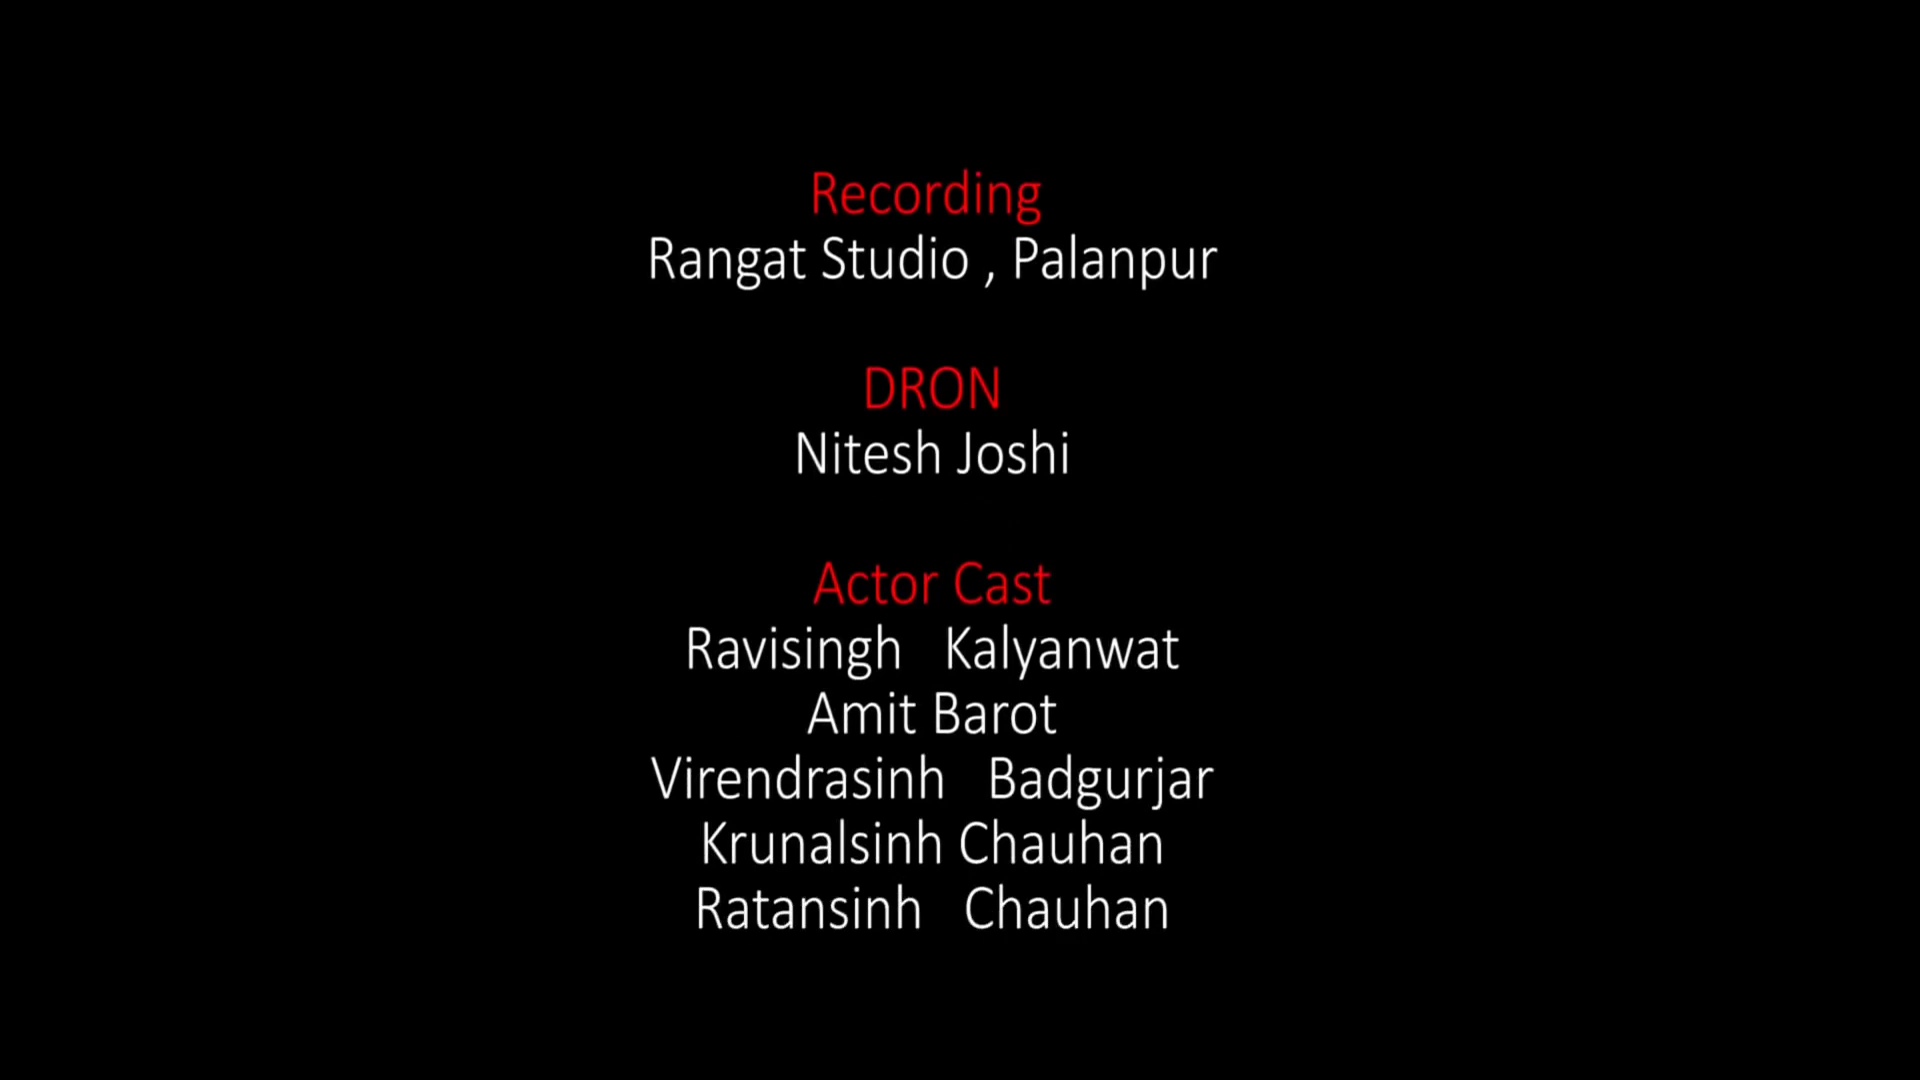 Recording
Rangat Studio , Palanpur
DRON
Nitesh Joshi
Actor Cast
Ravisingh Kalyanwat
Amit Barot
Virendrasinh Badgurjar
Krunalsinh Chauhan
Ratansinh Chauhan